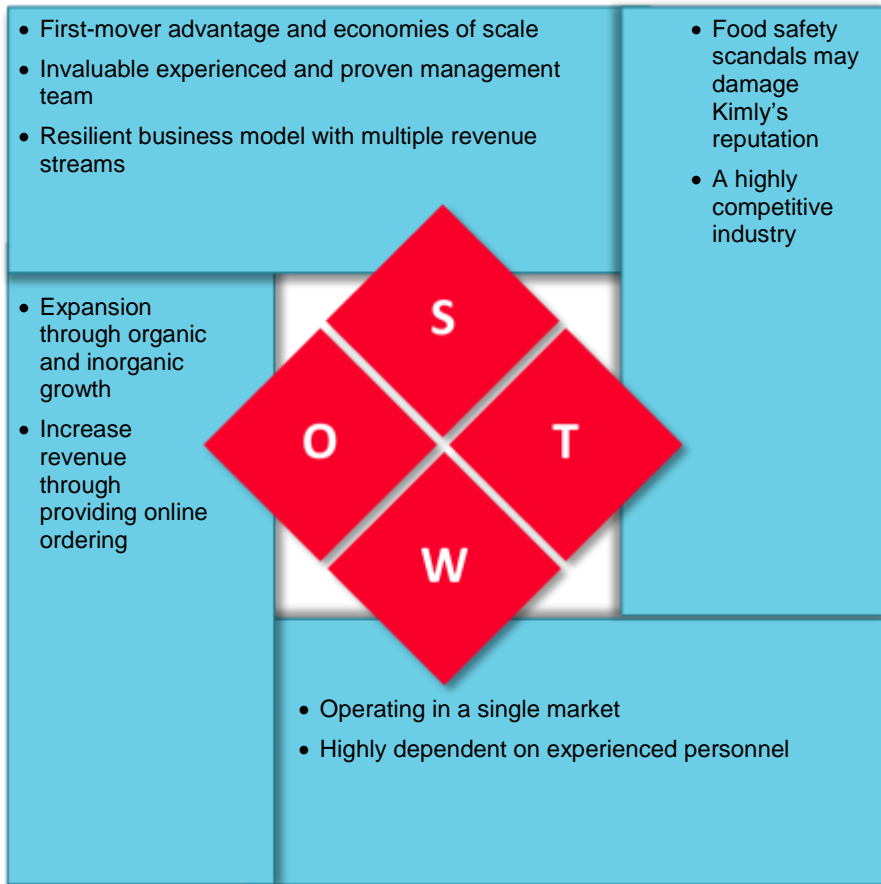 • First-mover advantage and economies of scale
• Invaluable experienced and proven management
team
• Resilient business model with multiple revenue
streams
• Food safety
scandals may
damage
Kimly's
reputation
• A highly
competitive
industry
• Expansion
through organic
and inorganic
growth
• Increase
revenue
through
providing online
ordering
S
O
T
W
• Operating in a single market
• Highly dependent on experienced personnel